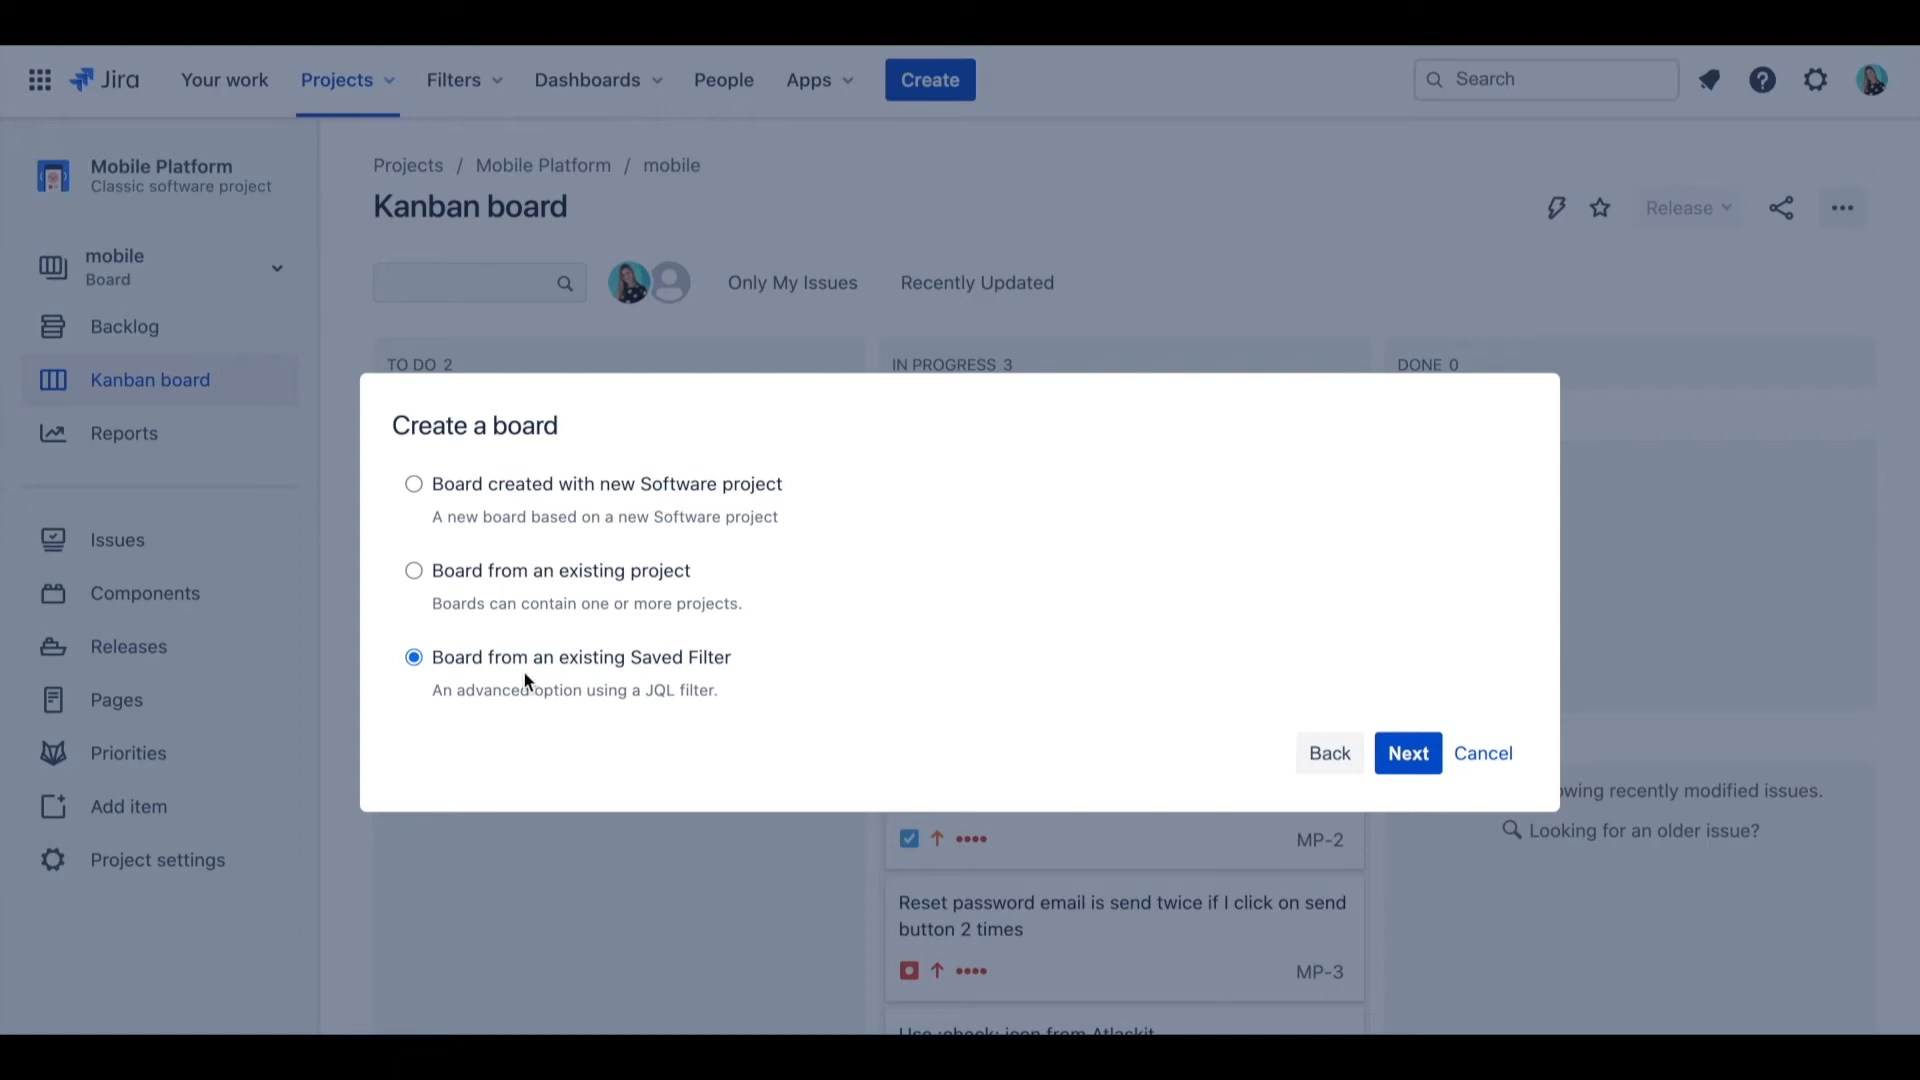 Jira
Your work
Projects
Filters
Dashboards
People
Apps
Create
Search
Mobile Platform
Classic software project
mobile
Board
Backlog
Kanban board
Reports
Issues
Components
Releases
Pages
Priorities
Add item
Project settings
Projects / Mobile Platform / mobile
Kanban board
Release
Only My Issues
Recently Updated
TO DO 2
IN PROGRESS 3
DONE 0
Create a board
Board created with new Software project
A new board based on a new Software project
Board from an existing project
Boards can contain one or more projects.
Board from an existing Saved Filter
An advanced option using a JQL filter.
Back
Next
Cancel
recently modified issues.
Looking for an older issue?
MP-2
Reset password email is send twice if I click on send
button 2 times
MP-3
Use :check: icon from Atlaskit